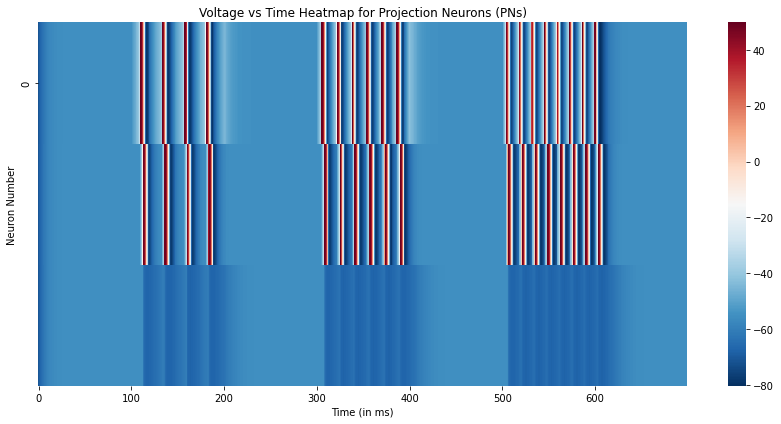 Voltage vs Time Heatmap for Projection Neurons (PNs)
Neuron Number
0
40
20
0
−20
−40
−60
−80
0 100 200 300 400 500 600
Time (in ms)